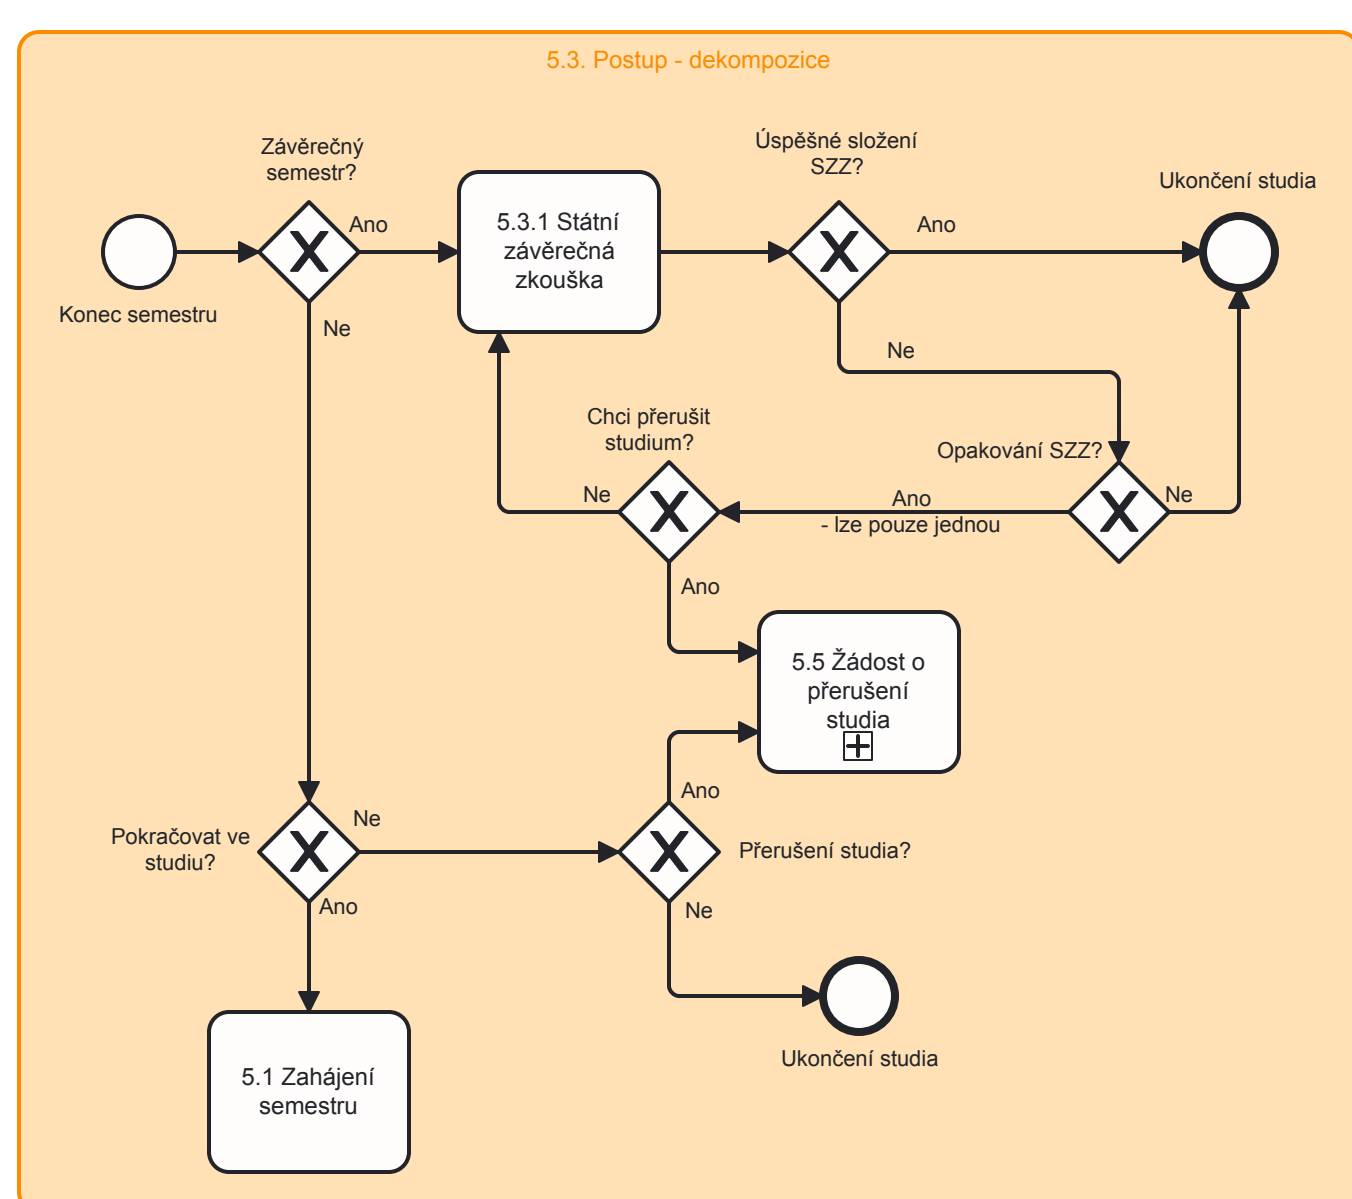 5.3. Postup - dekompozice
Závěrečný
semestr?
Úspěšné složení
SZZ?
Ukončení studia
Ano
5.3.1 Státní
závěrečná
zkouška
Ano
Konec semestru
Ne
Ne
Chci přerušit
studium?
Opakování SZZ?
Ne
Ano
- lze pouze jednou
Ne
Ano
5.5 Žádost o
přerušení
studia
Ano
Pokračovat ve
studiu?
Ne
Přerušení studia?
Ano
Ne
Ukončení studia
5.1 Zahájení
semestru